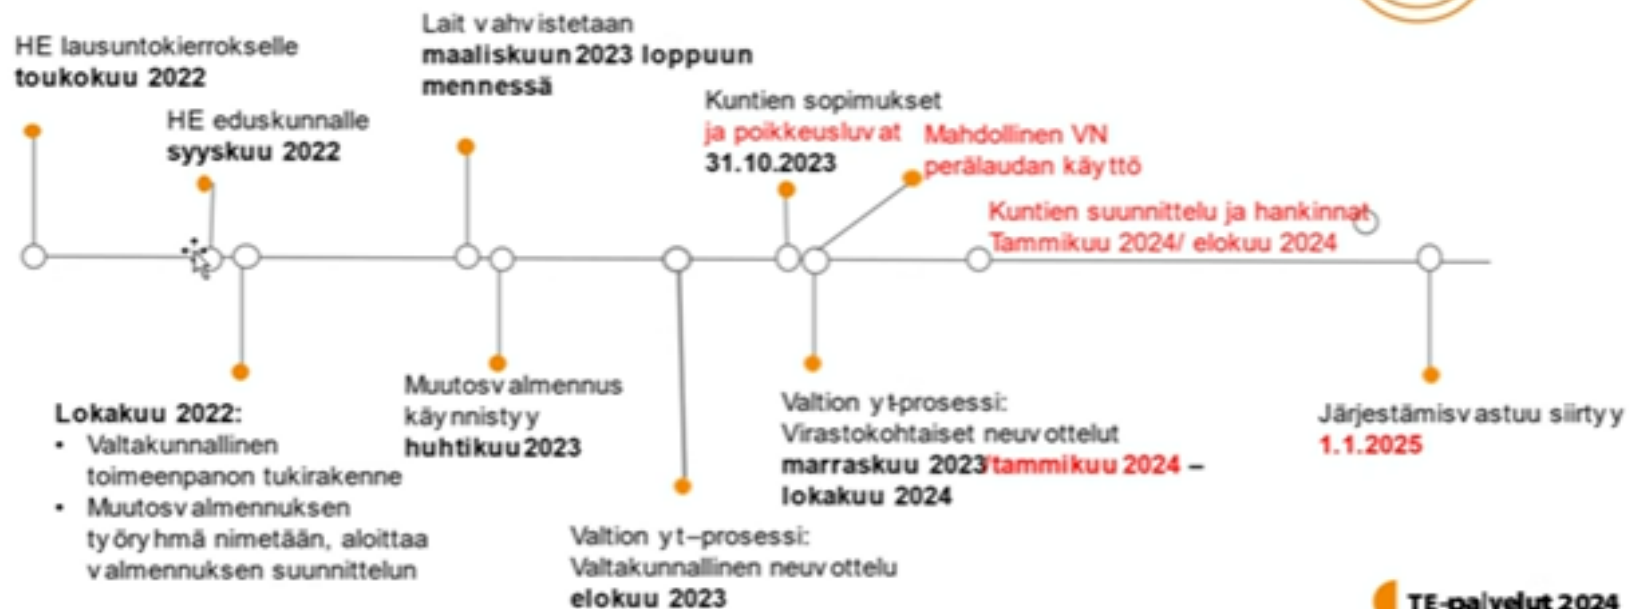 HE lausuntokierrokselle
toukokuu 2022
HE eduskunnalle
syyskuu 2022
Lait vahvistetaan
maaliskuun 2023 loppuun
mennessä
Kuntien sopimukset
ja poikkeusluvat
31.10.2023
Mahdollinen VN
perälaudan käyttö
Kuntien suunnittelu ja hankinnat
Tammikuu 2024/ elokuu 2024
Lokakuu 2022:
• Valtakunnallinen
toimeenpanon tukirakenne
• Muutosvalmennuksen
työryhmä nimetään, aloittaa
valmennuksen suunnittelun
Muutosvalmennus
käynnistyy
huhtikuu 2023
Valtion yt–prosessi:
Valtakunnallinen neuvottelu
elokuu 2023
Valtion yt-prosessi:
Virastokohtaiset neuvottelut
marraskuu 2023/tammikuu 2024 –
lokakuu 2024
Järjestämisvastuu siirtyy
1.1.2025
TE-palvelut 2024